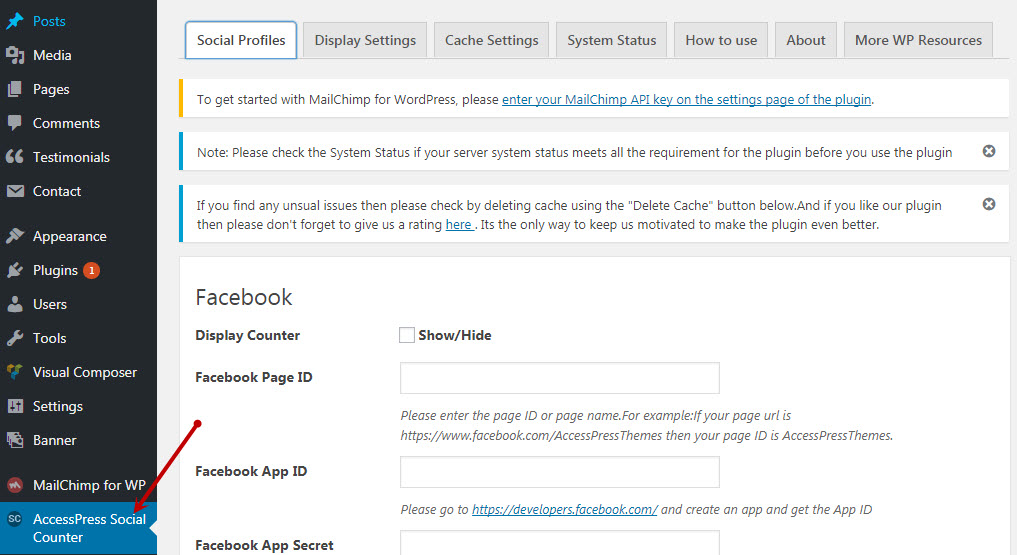 Posts
Media
Pages
Comments
Testimonials
Contact
Appearance
Plugins 1
Users
Tools
Visual Composer
Settings
Banner
MailChimp for WP
SC AccessPress Social
Counter
Social Profiles Display Settings Cache Settings System Status How to use About More WP Resources
To get started with MailChimp for WordPress, please enter your MailChimp API key on the settings page of the plugin.
Note: Please check the System Status if your server system status meets all the requirement for the plugin before you use the plugin
If you find any unsual issues then please check by deleting cache using the "Delete Cache" button below.And if you like our plugin
then please don't forget to give us a rating here . Its the only way to keep us motivated to make the plugin even better.
Facebook
Display Counter Show/Hide
Facebook Page ID
Please enter the page ID or page name.For example:If your page url is
https://www.facebook.com/AccessPressThemes then your page ID is AccessPressThemes.
Facebook App ID
Please go to https://developers.facebook.com/ and create an app and get the App ID
Facebook App Secret